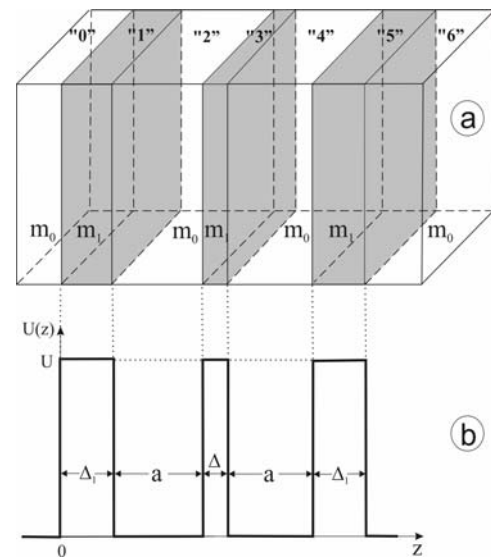 "0" "1" "2" "3" "4" "5" "6"
a
m₀ m₁ m₀ m₁ m₀ m₁ m₀
U(z)
U
b
Δ₁ a Δ a Δ₁
0 z